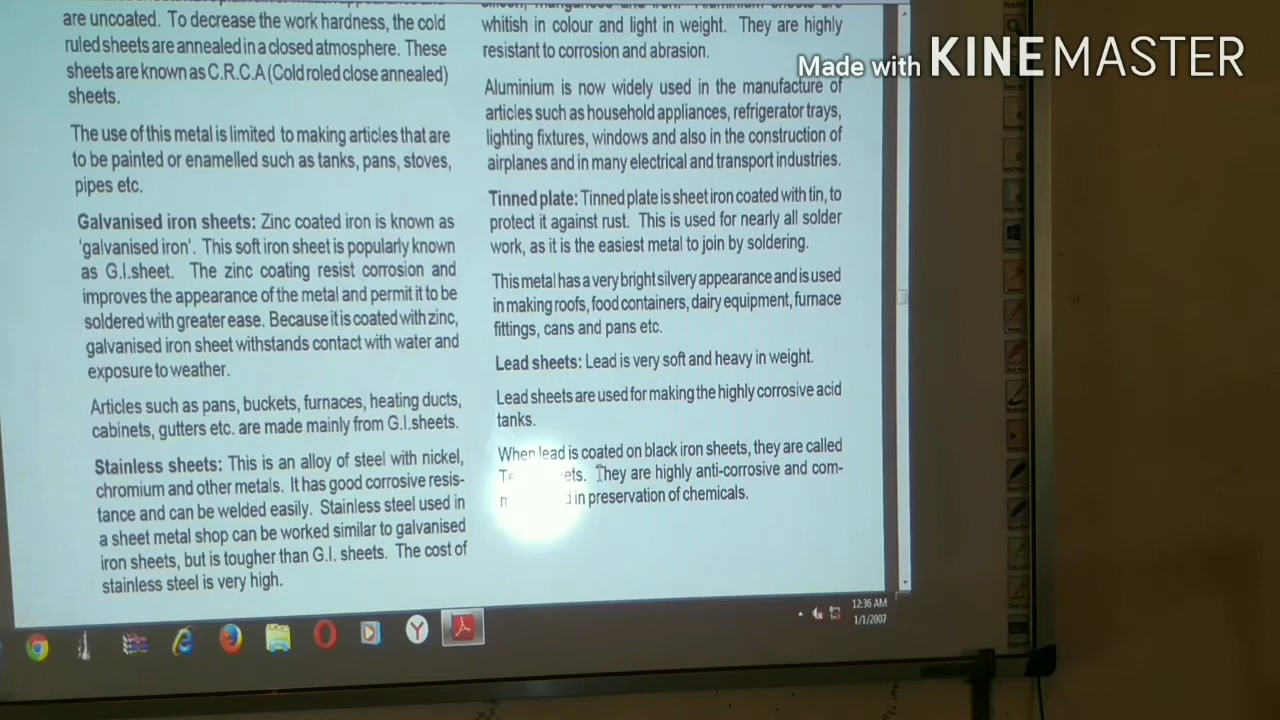 are uncoated. To decrease the work hardness, the cold
ruled sheets are annealed in a closed atmosphere. These
sheets are known as C.R.C.A (Cold roled close annealed)
sheets.
The use of this metal is limited to making articles that are
to be painted or enamelled such as tanks, pans, stoves,
pipes etc.
Galvanised iron sheets: Zinc coated iron is known as
'galvanised iron'. This soft iron sheet is popularly known
as G.I.sheet. The zinc coating resist corrosion and
improves the appearance of the metal and permit it to be
soldered with greater ease. Because it is coated with zinc,
galvanised iron sheet withstands contact with water and
exposure to weather.
Articles such as pans, buckets, furnaces, heating ducts,
cabinets, gutters etc. are made mainly from G.I.sheets.
Stainless sheets: This is an alloy of steel with nickel,
chromium and other metals. It has good corrosive resis-
tance and can be welded easily. Stainless steel used in
a sheet metal shop can be worked similar to galvanised
iron sheets, but is tougher than G.I. sheets. The cost of
stainless steel is very high.
whitish in colour and light in weight. They are highly
resistant to corrosion and abrasion.
Aluminium is now widely used in the manufacture of
articles such as household appliances, refrigerator trays,
lighting fixtures, windows and also in the construction of
airplanes and in many electrical and transport industries.
Tinned plate: Tinned plate is sheet iron coated with tin, to
protect it against rust. This is used for nearly all solder
work, as it is the easiest metal to join by soldering.
This metal has a very bright silvery appearance and is used
in making roofs, food containers, dairy equipment, furnace
fittings, cans and pans etc.
Lead sheets: Lead is very soft and heavy in weight.
Lead sheets are used for making the highly corrosive acid
tanks.
When lead is coated on black iron sheets, they are called
They are highly anti-corrosive and com-
in preservation of chemicals.
Made with KINEMASTER
12:36 AM
1/1/2007